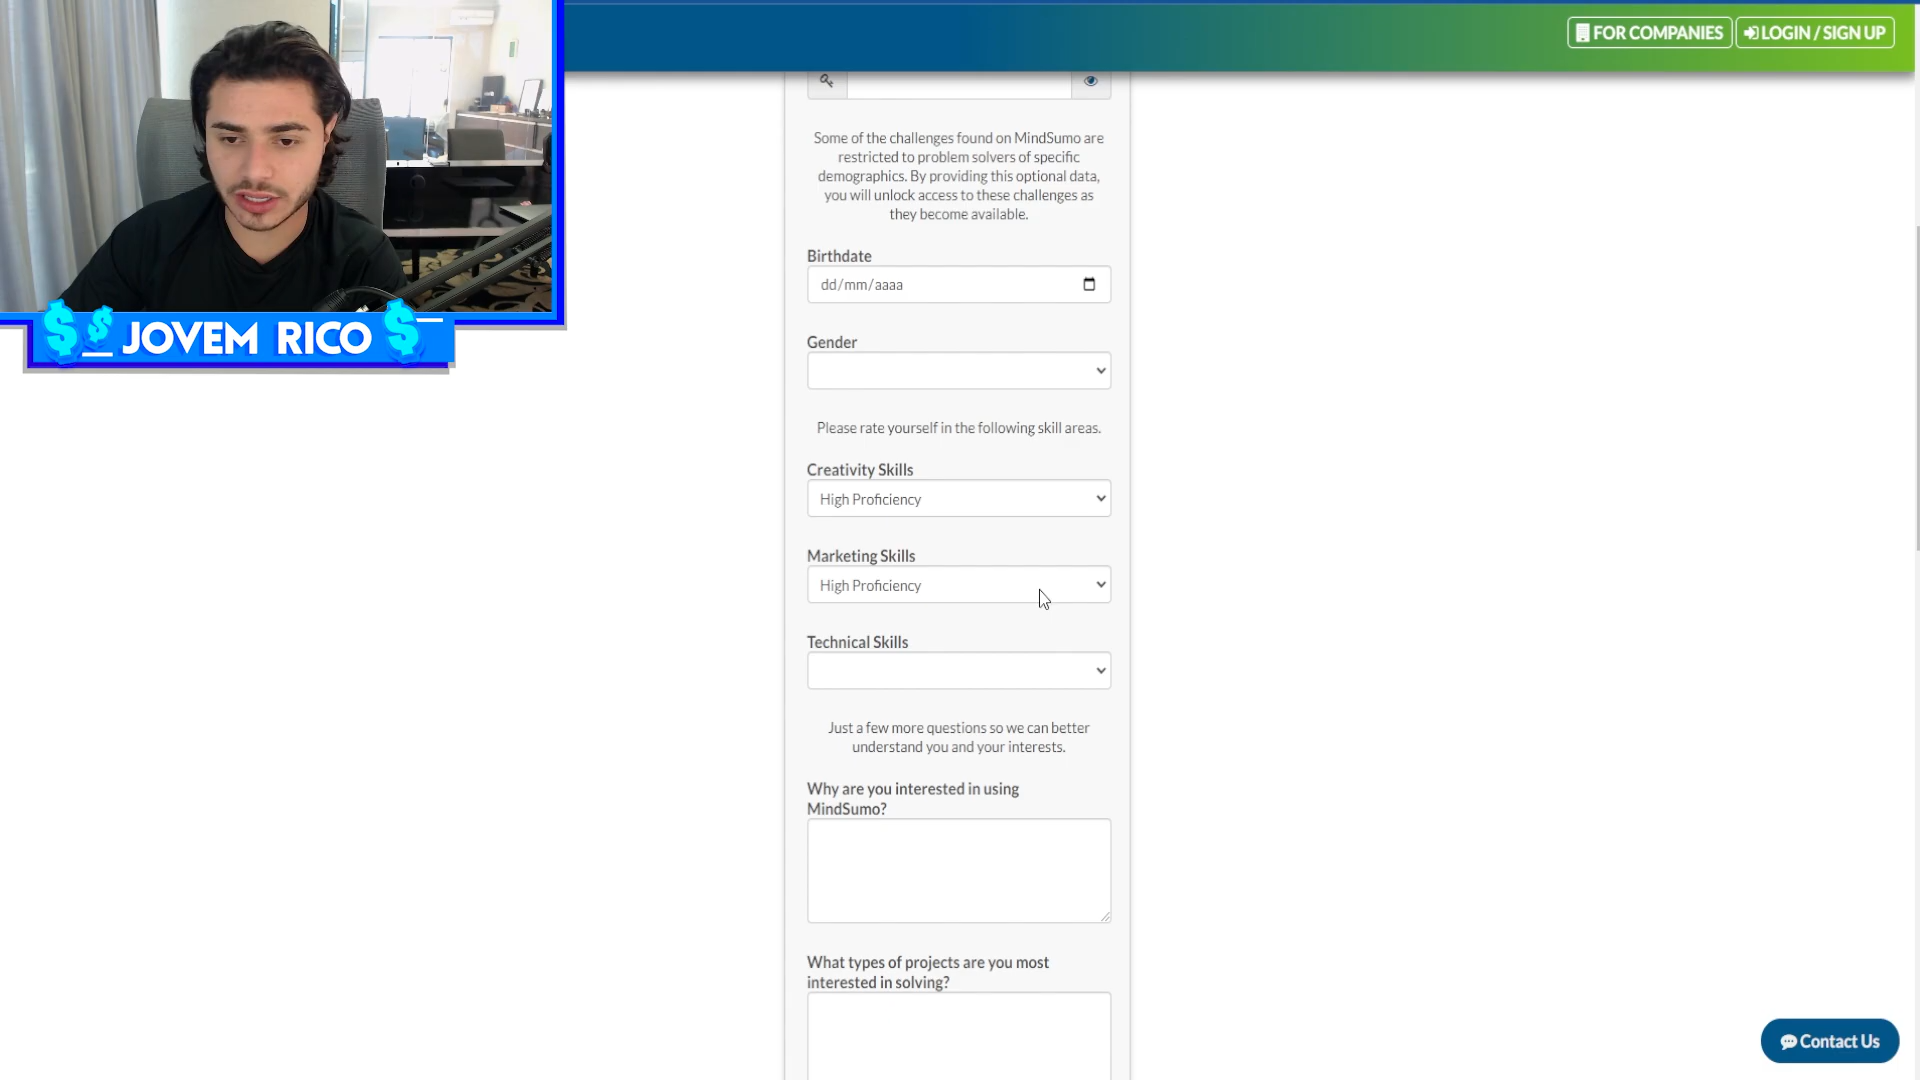 FOR COMPANIES
LOGIN / SIGN UP
Some of the challenges found on MindSumo are
restricted to problem solvers of specific
demographics. By providing this optional data,
you will unlock access to these challenges as
they become available.
Birthdate
dd/mm/aaaa
JOVEM RICO
Gender
Please rate yourself in the following skill areas.
Creativity Skills
High Proficiency
Marketing Skills
High Proficiency
Technical Skills
Just a few more questions so we can better
understand you and your interests.
Why are you interested in using
MindSumo?
What types of projects are you most
interested in solving?
Contact Us